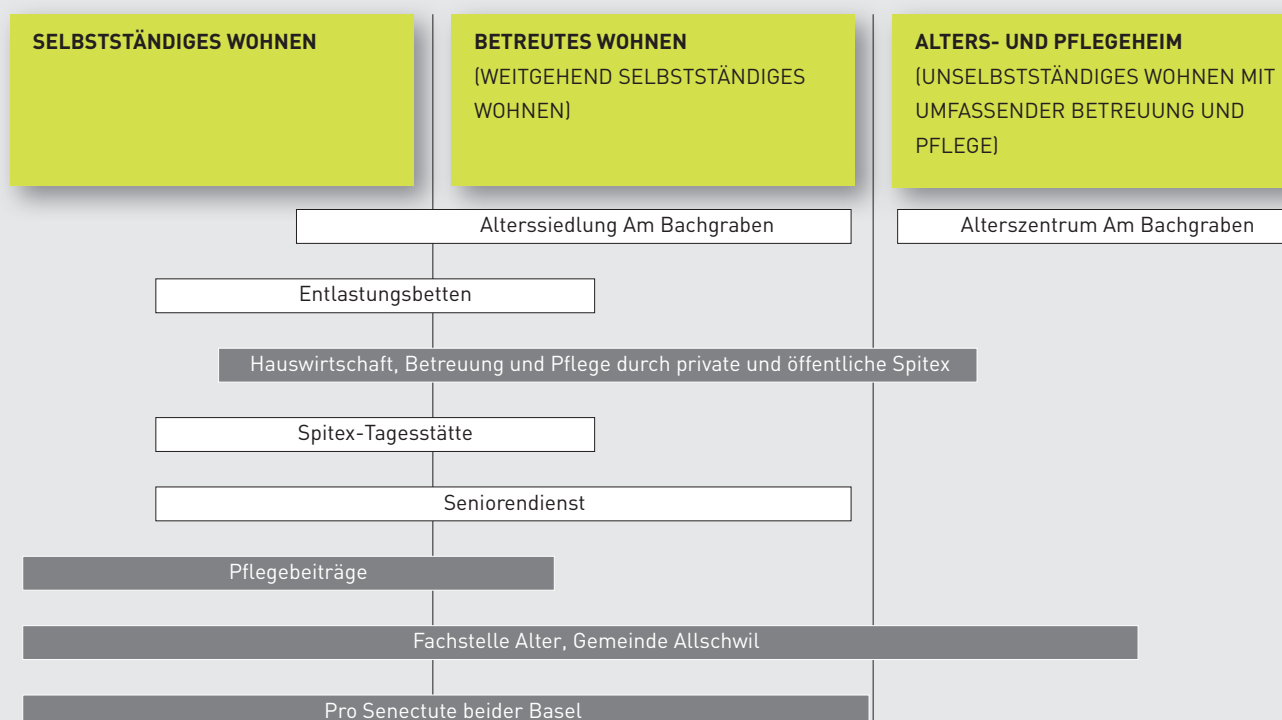 SELBSTSTÄNDIGES WOHNEN
BETREUTES WOHNEN
(WEITGEHEND SELBSTSTÄNDIGES
WOHNEN)
ALTERS- UND PFLEGEHEIM
(UNSELBSTSTÄNDIGES WOHNEN MIT
UMFASSENDER BETREUUNG UND
PFLEGE)
Alterssiedlung Am Bachgraben
Alterszentrum Am Bachgraben
Entlastungsbetten
Hauswirtschaft, Betreuung und Pflege durch private und öffentliche Spitex
Spitex-Tagesstätte
Seniorendienst
Pflegebeiträge
Fachstelle Alter, Gemeinde Allschwil
Pro Senectute beider Basel